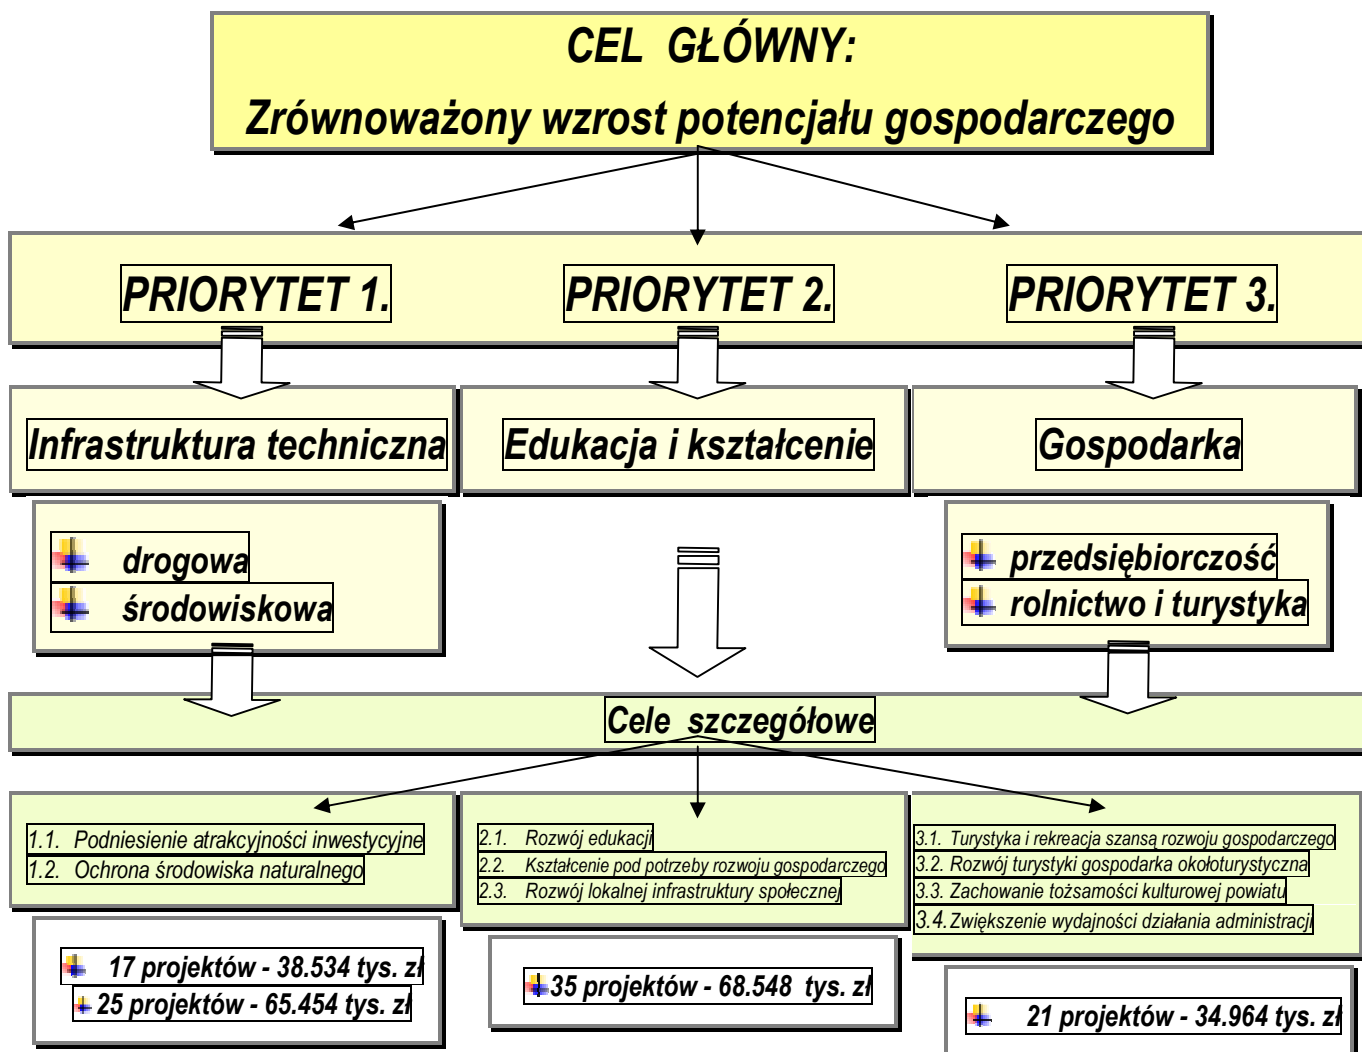 CEL GŁÓWNY:
Zrównoważony wzrost potencjału gospodarczego
PRIORYTET 1.
PRIORYTET 2.
PRIORYTET 3.
Infrastruktura techniczna
Edukacja i kształcenie
Gospodarka
drogowa
środowiskowa
przedsiębiorczość
rolnictwo i turystyka
Cele szczegółowe
1.1. Podniesienie atrakcyjności inwestycyjne
1.2. Ochrona środowiska naturalnego
2.1. Rozwój edukacji
2.2. Kształcenie pod potrzeby rozwoju gospodarczego
2.3. Rozwój lokalnej infrastruktury społecznej
3.1. Turystyka i rekreacja szansą rozwoju gospodarczego
3.2. Rozwój turystyki gospodarka okołoturystyczna
3.3. Zachowanie tożsamości kulturowej powiatu
3.4. Zwiększenie wydajności działania administracji
17 projektów - 38.534 tys. zł
25 projektów - 65.454 tys. zł
35 projektów - 68.548 tys. zł
21 projektów - 34.964 tys. zł